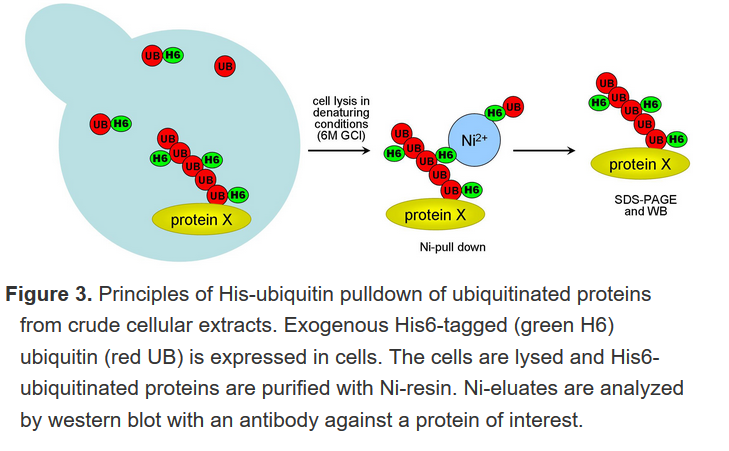 UB H6
UB
UB H6
UB
UB
H6 UB H6
UB
UB H6
protein X
cell lysis in
denaturing
conditions
(6M GCl)
H6 UB
Ni²⁺
UB
H6 UB H6
UB
UB
UB H6
protein X
Ni-pull down
UB
H6 UB H6
UB
UB
UB H6
protein X
SDS-PAGE
and WB
Figure 3. Principles of His-ubiquitin pulldown of ubiquitinated proteins
from crude cellular extracts. Exogenous His6-tagged (green H6)
ubiquitin (red UB) is expressed in cells. The cells are lysed and His6-
ubiquitinated proteins are purified with Ni-resin. Ni-eluates are analyzed
by western blot with an antibody against a protein of interest.